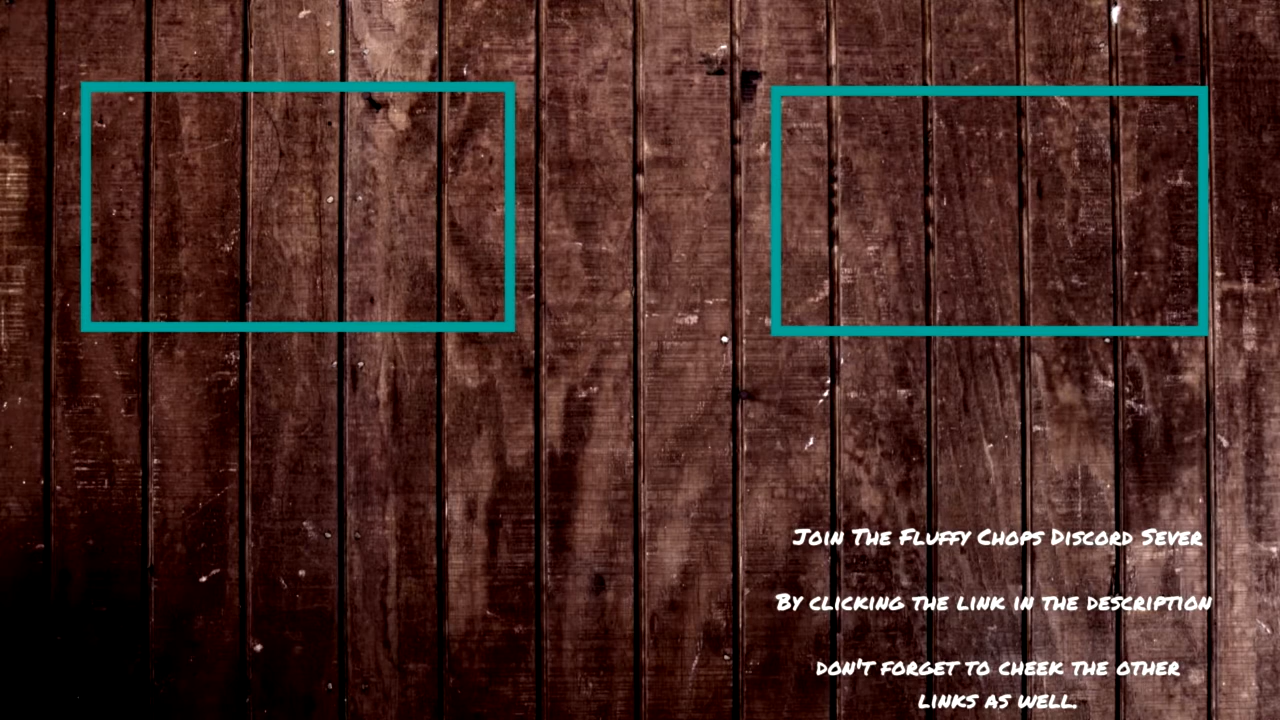 Join The Fluffy Chops Discord Sever
By clicking the link in the description
don't forget to cheek the other
links as well.